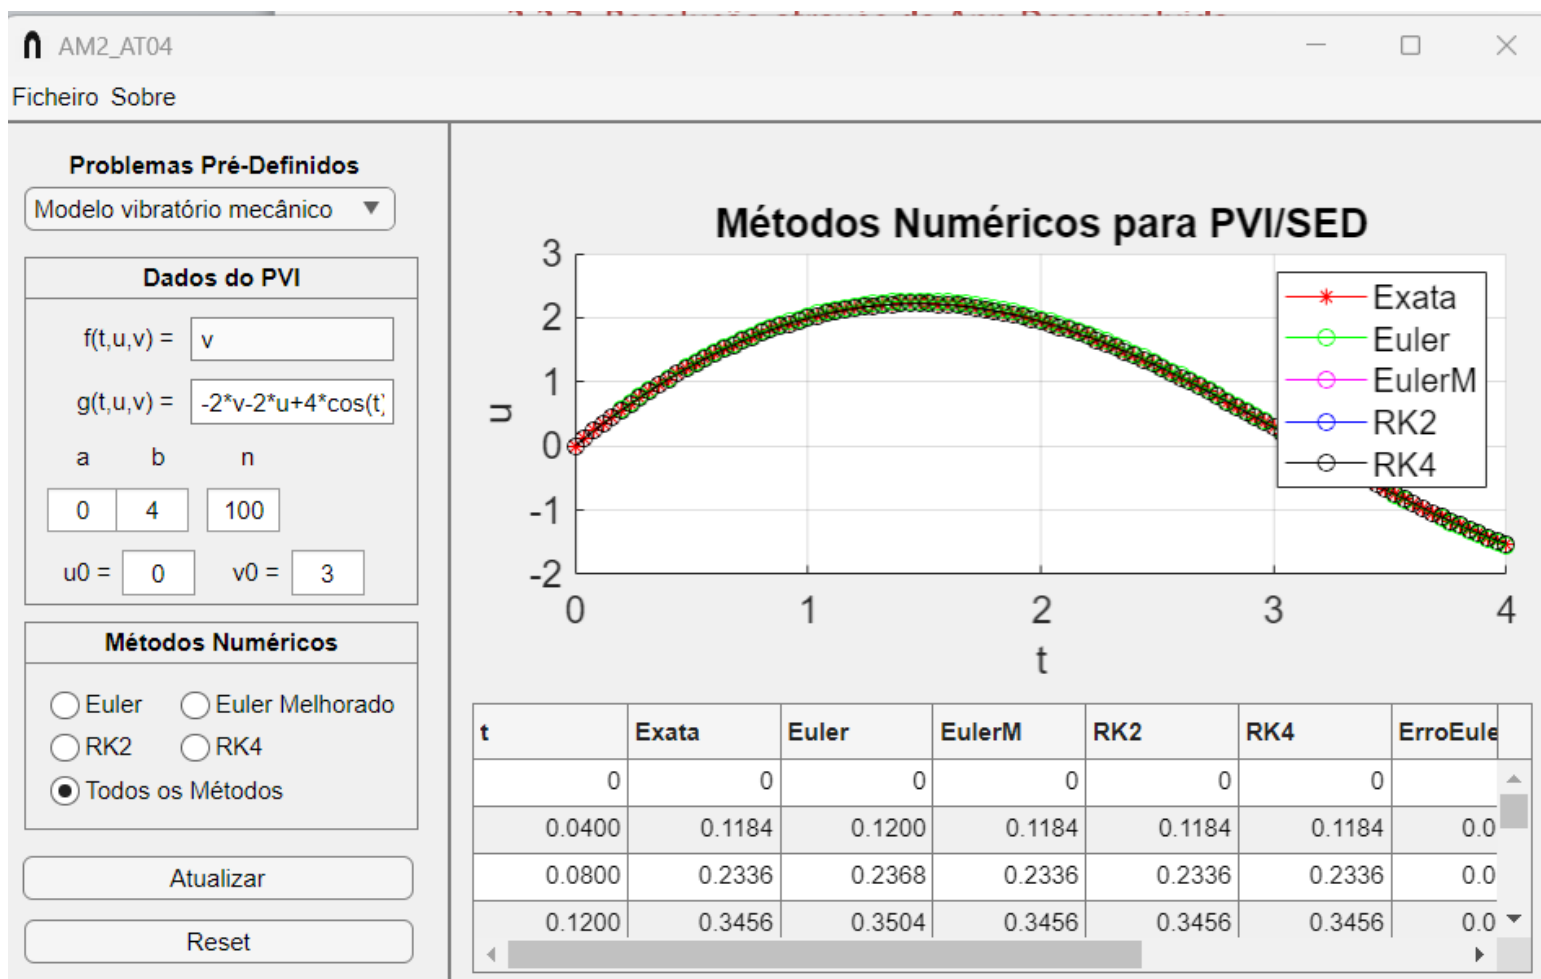 AM2_AT04
Ficheiro Sobre
Problemas Pré-Definidos
Modelo vibratório mecânico
Dados do PVI
f(t,u,v) = v
g(t,u,v) = -2*v-2*u+4*cos(t)
a b n
0 4 100
u0 = 0 v0 = 3
Métodos Numéricos
Euler Euler Melhorado
RK2 RK4
Todos os Métodos
Atualizar
Reset
Métodos Numéricos para PVI/SED
3
2
1
0
-1
-2
u
0 1 2 3 4
t
Exata
Euler
EulerM
RK2
RK4
t Exata Euler EulerM RK2 RK4 ErroEule
0 0 0 0 0 0
0.0400 0.1184 0.1200 0.1184 0.1184 0.1184 0.0
0.0800 0.2336 0.2368 0.2336 0.2336 0.2336 0.0
0.1200 0.3456 0.3504 0.3456 0.3456 0.3456 0.0